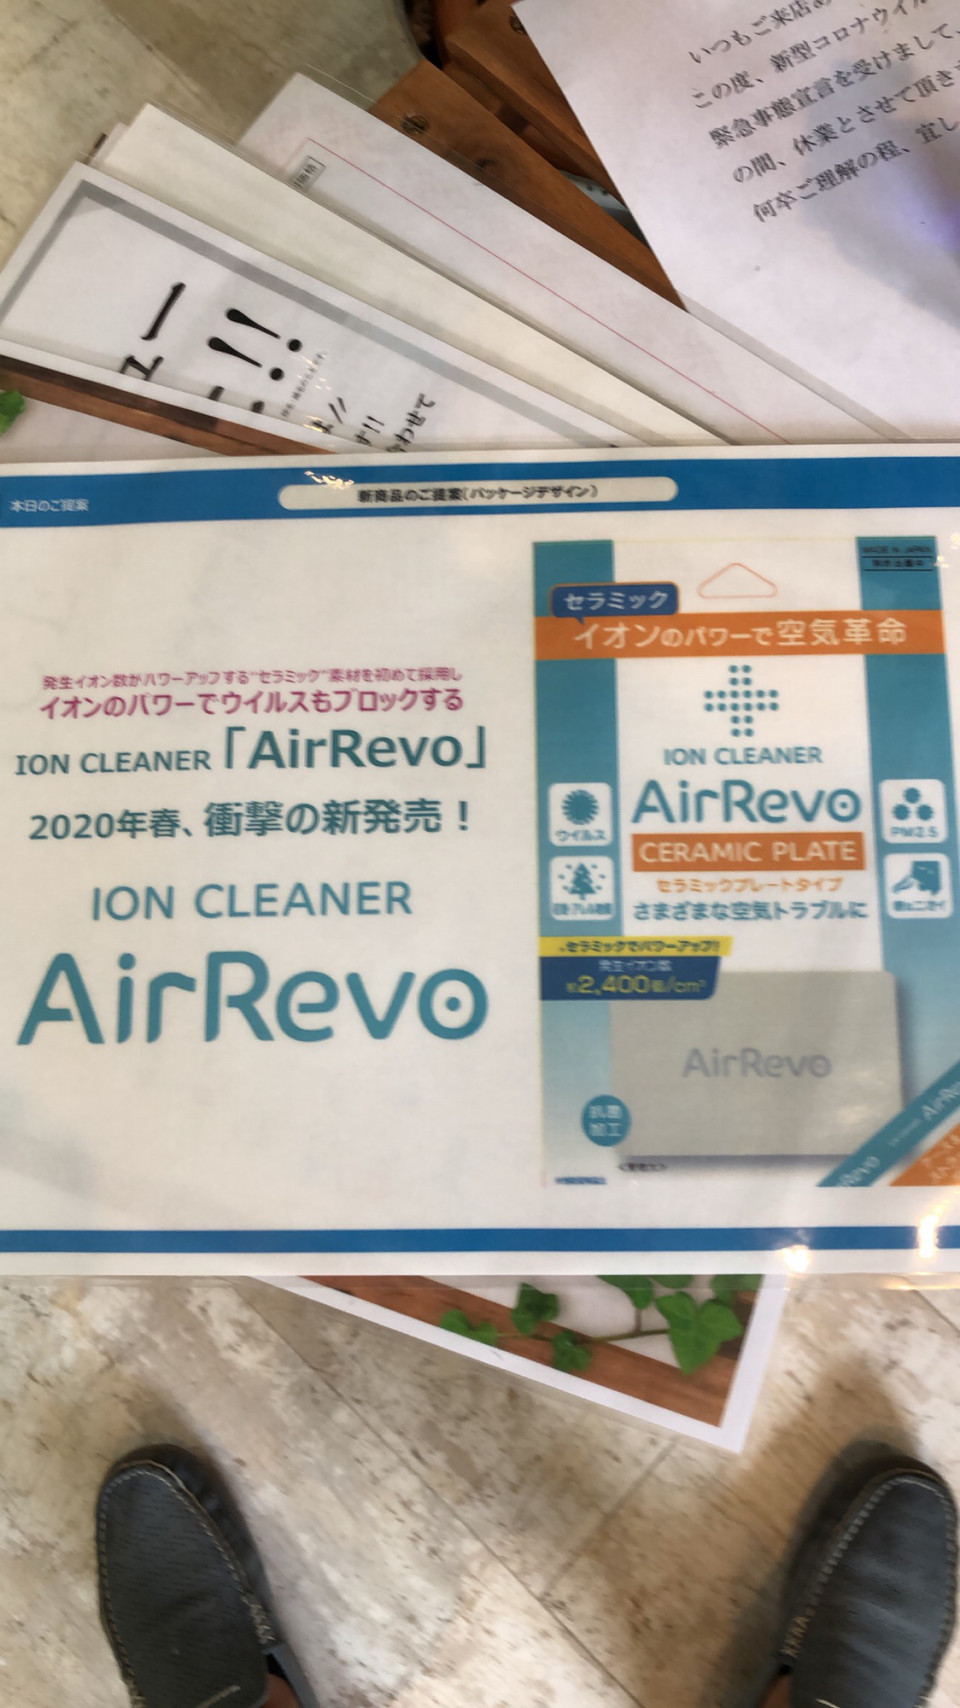 いつもご来店
この度、新型コロナウイル
緊急事態宣言を受けまして、
の間、休業とさせて頂き
何卒ご理解の程、宜し
ュー
!!
本日のご提案
新商品のご提案(パッケージデザイン)
発生イオン数がパワーアップする"セラミック"素材を初めて採用し
イオンのパワーでウイルスもブロックする
ION CLEANER「AirRevo」
2020年春、衝撃の新発売！
ION CLEANER
AirRevo
MADE IN JAPAN
セラミック
イオンのパワーで空気革命
ION CLEANER
AirRevo
CERAMIC PLATE
セラミックプレートタイプ
さまざまな空気トラブルに
ウイルス
PM2.5
セラミックでパワーアップ!
発生イオン数
約2,400個/cm³
AirRevo
抗菌
加工